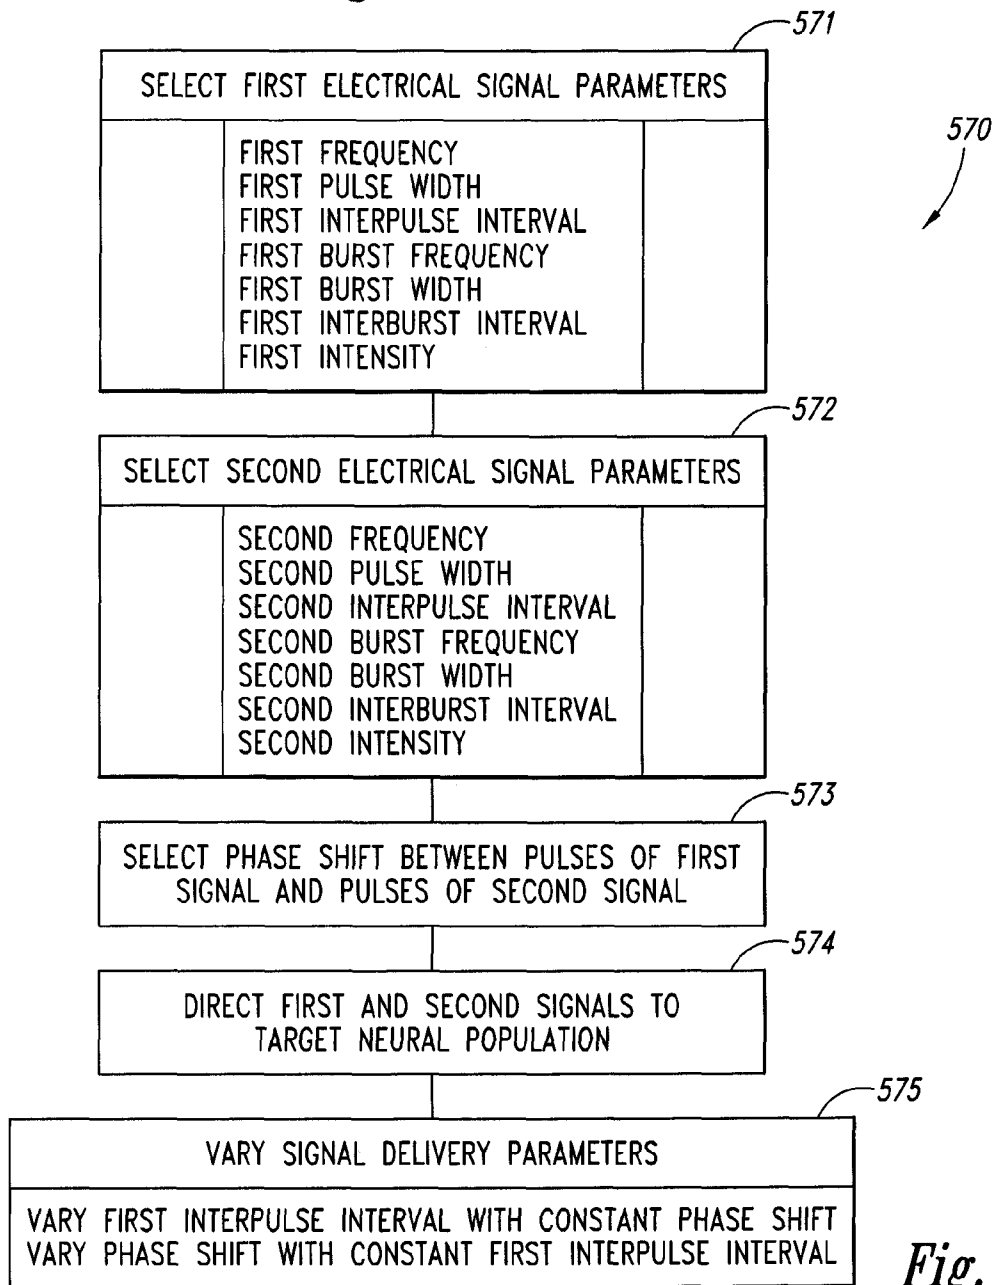 571
SELECT FIRST ELECTRICAL SIGNAL PARAMETERS
570
FIRST FREQUENCY
FIRST PULSE WIDTH
FIRST INTERPULSE INTERVAL
FIRST BURST FREQUENCY
FIRST BURST WIDTH
FIRST INTERBURST INTERVAL
FIRST INTENSITY
572
SELECT SECOND ELECTRICAL SIGNAL PARAMETERS
SECOND FREQUENCY
SECOND PULSE WIDTH
SECOND INTERPULSE INTERVAL
SECOND BURST FREQUENCY
SECOND BURST WIDTH
SECOND INTERBURST INTERVAL
SECOND INTENSITY
573
SELECT PHASE SHIFT BETWEEN PULSES OF FIRST
SIGNAL AND PULSES OF SECOND SIGNAL
574
DIRECT FIRST AND SECOND SIGNALS TO
TARGET NEURAL POPULATION
575
VARY SIGNAL DELIVERY PARAMETERS
VARY FIRST INTERPULSE INTERVAL WITH CONSTANT PHASE SHIFT
VARY PHASE SHIFT WITH CONSTANT FIRST INTERPULSE INTERVAL
Fig.